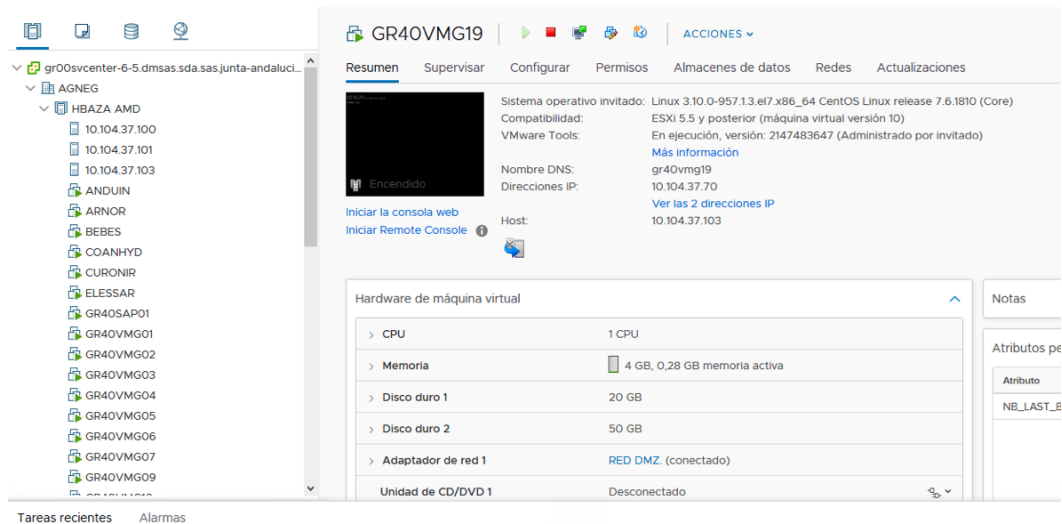 GR40VMG19
ACCIONES
gr00svcenter-6-5.dmsas.sda.sas.junta-andaluci...
AGNEG
HBAZA AMD
10.104.37.100
10.104.37.101
10.104.37.103
ANDUIN
ARNOR
BEBES
COANHYD
CURONIR
ELESSAR
GR40SAP01
GR40VMG01
GR40VMG02
GR40VMG03
GR40VMG04
GR40VMG05
GR40VMG06
GR40VMG07
GR40VMG09
Resumen Supervisar Configurar Permisos Almacenes de datos Redes Actualizaciones
Encendido
Iniciar la consola web
Iniciar Remote Console
Sistema operativo invitado: Linux 3.10.0-957.1.3.el7.x86_64 CentOS Linux release 7.6.1810 (Core)
Compatibilidad: ESXi 5.5 y posterior (máquina virtual versión 10)
VMware Tools: En ejecución, versión: 2147483647 (Administrado por invitado)
Más información
Nombre DNS: gr40vmg19
Direcciones IP: 10.104.37.70
Ver las 2 direcciones IP
Host: 10.104.37.103
Hardware de máquina virtual
CPU 1 CPU
Memoria 4 GB, 0,28 GB memoria activa
Disco duro 1 20 GB
Disco duro 2 50 GB
Adaptador de red 1 RED DMZ. (conectado)
Unidad de CD/DVD 1 Desconectado
Notas
Atributos pe
Atributo
NB_LAST_B
Tareas recientes Alarmas